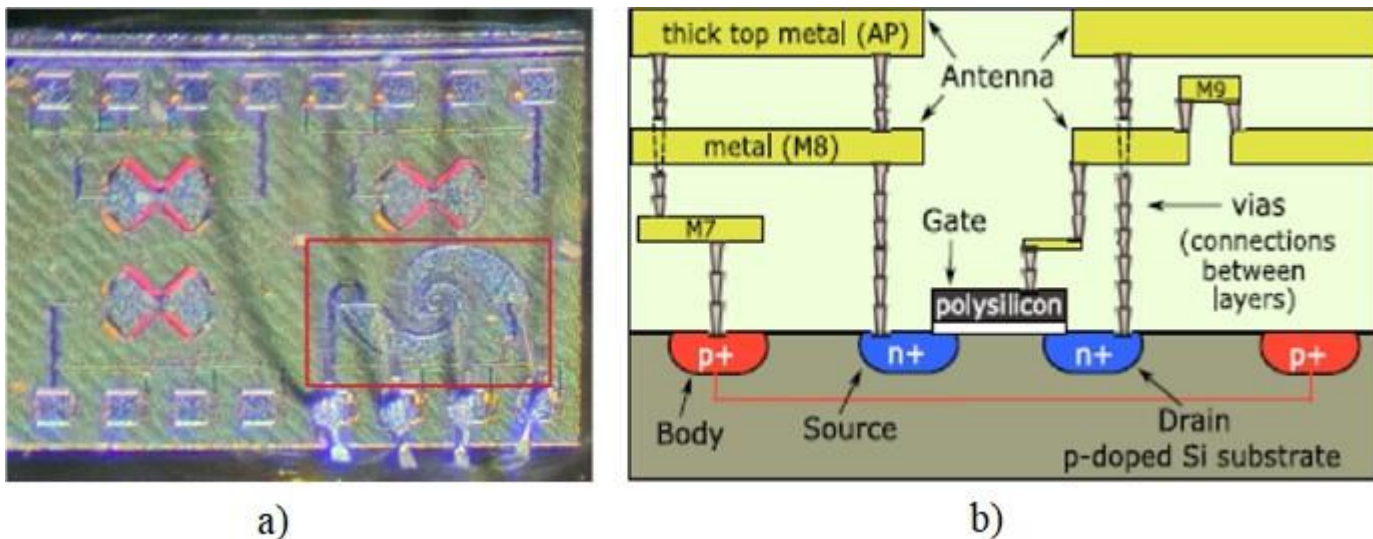 thick top metal (AP)
Antenna
M9
metal (M8)
M7
Gate
vias
(connections
between
layers)
polysilicon
p+
n+
n+
p+
Body
Source
Drain
p-doped Si substrate
a)
b)